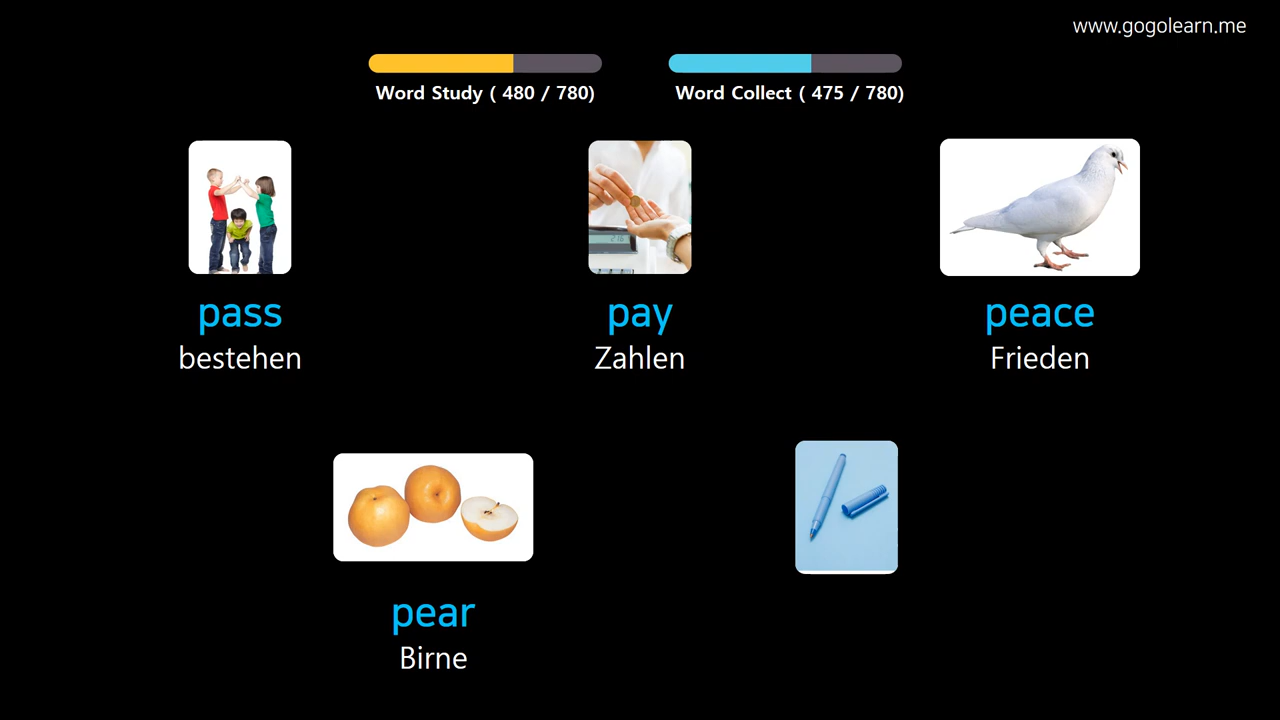 www.gogolearn.me
Word Study ( 480 / 780)
Word Collect ( 475 / 780)
pass
bestehen
pay
Zahlen
peace
Frieden
pear
Birne